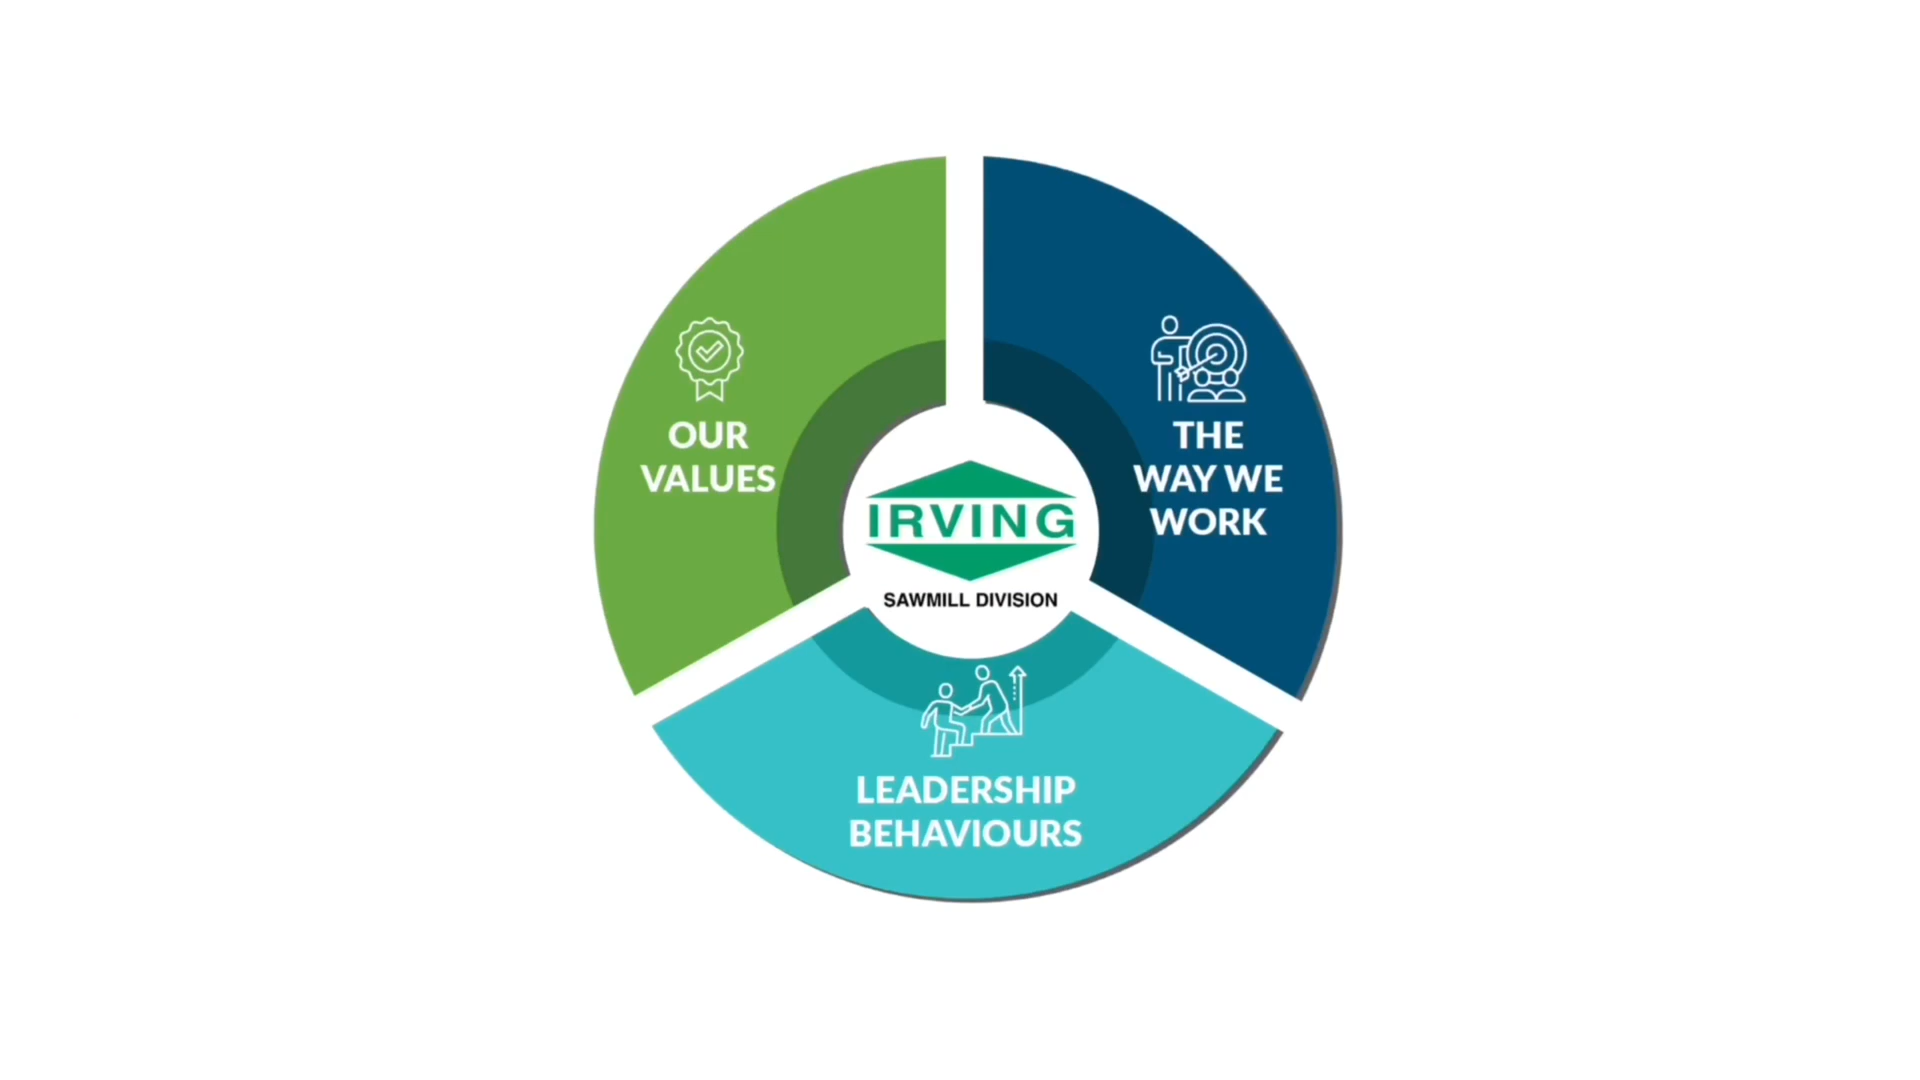 OUR
VALUES
THE
WAY WE
WORK
IRVING
SAWMILL DIVISION
LEADERSHIP
BEHAVIOURS